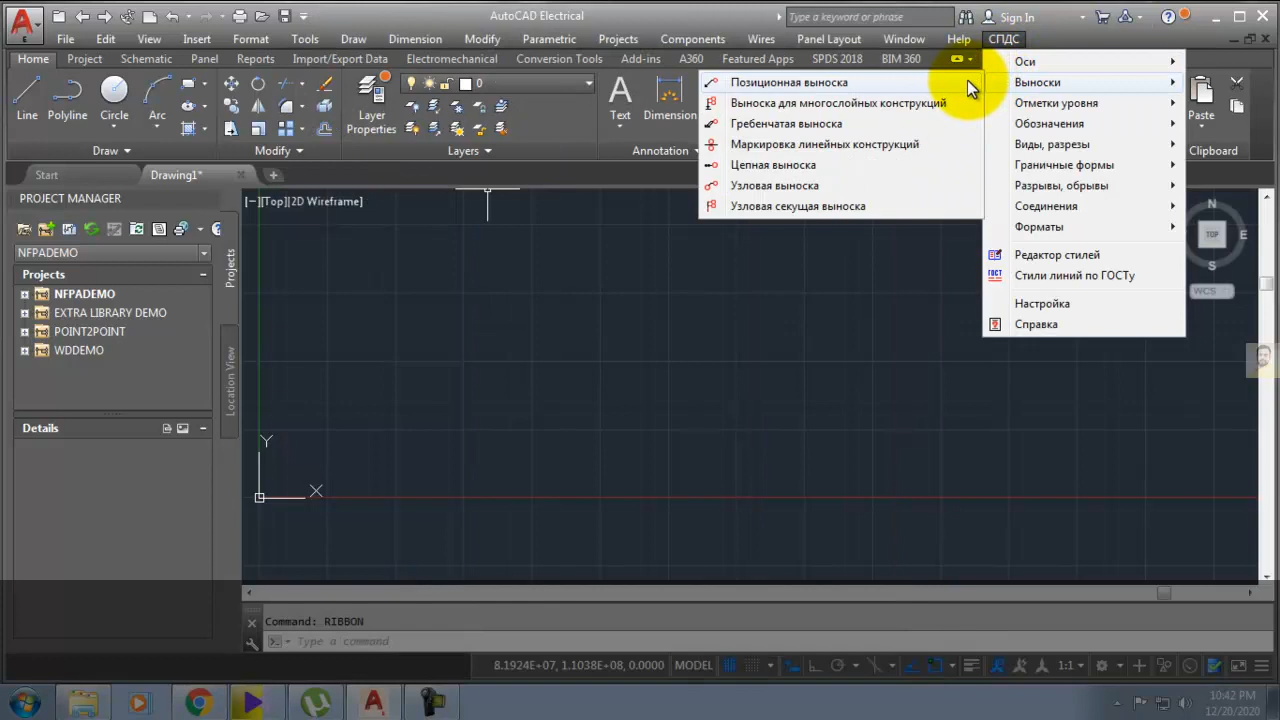 AutoCAD Electrical
Type a keyword or phrase
Sign In
File Edit View Insert Format Tools Draw Dimension Modify Parametric Projects Components Wires Panel Layout Window Help СПДС
Home Project Schematic Panel Reports Import/Export Data Electromechanical Conversion Tools Add-ins A360 Featured Apps SPDS 2018 BIM 360
Line Polyline Circle Arc
Layer Properties
0
Text Dimension
Paste
Draw Modify Layers Annotation Clipboard
Позиционная выноска
Выноска для многослойных конструкций
Гребенчатая выноска
Маркировка линейных конструкций
Цепная выноска
Узловая выноска
Узловая секущая выноска
Оси
Выноски
Отметки уровня
Обозначения
Виды, разрезы
Граничные формы
Разрывы, обрывы
Соединения
Форматы
Редактор стилей
ГОСТ Стили линий по ГОСТу
Настройка
Справка
Start Drawing1*
PROJECT MANAGER
NFPADEMO
Projects
NFPADEMO
EXTRA LIBRARY DEMO
POINT2POINT
WDDEMO
Details
Projects
Location View
[−][Top][2D Wireframe]
N
TOP
E
S
WCS
Y
X
Command: RIBBON
Type a command
8.1924E+07, 1.1038E+08, 0.0000 MODEL 1:1
10:42 PM
12/20/2020